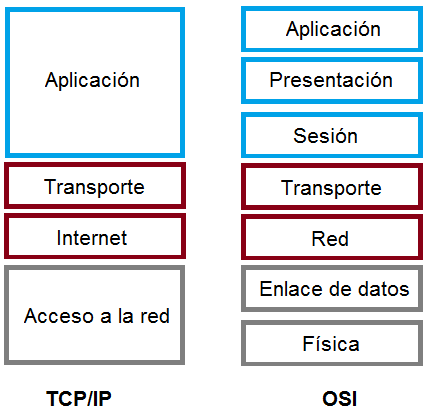 Aplicación
Transporte
Internet
Acceso a la red
TCP/IP
Aplicación
Presentación
Sesión
Transporte
Red
Enlace de datos
Física
OSI